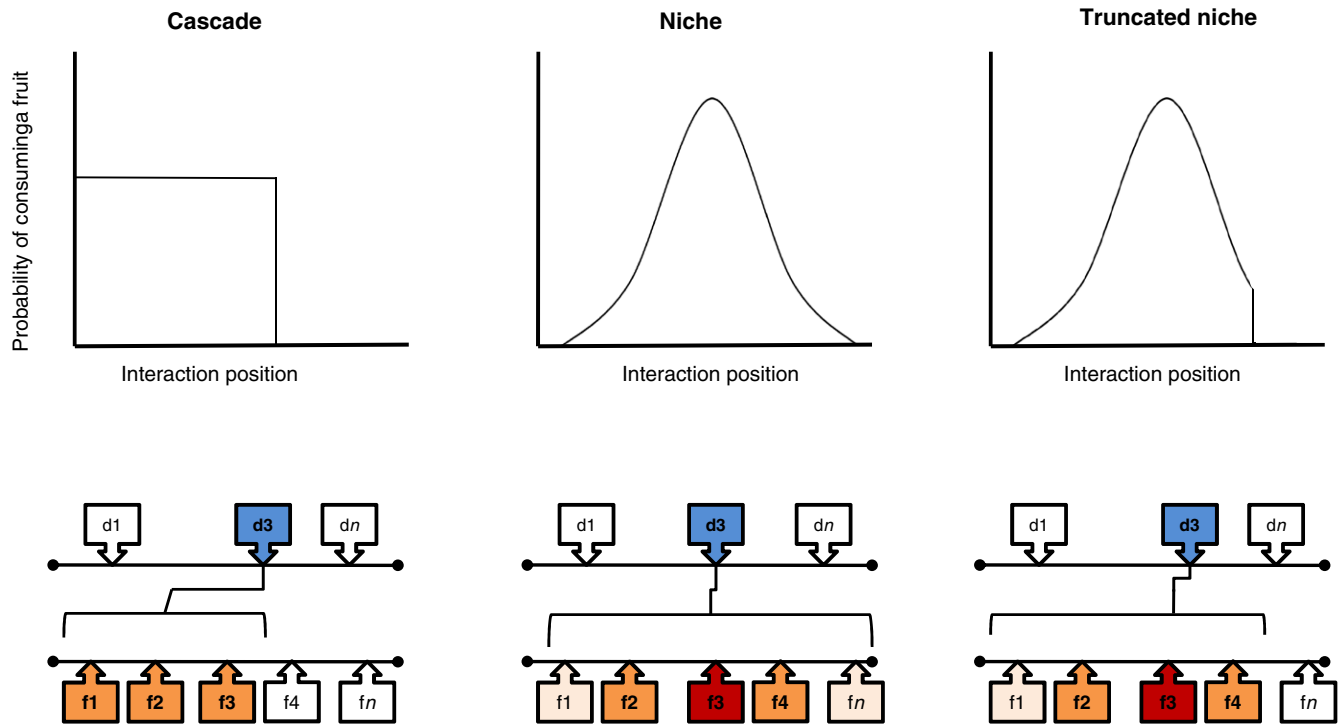 Cascade
Niche
Truncated niche
Probability of consuminga fruit
Interaction position
Interaction position
Interaction position
d1 d3 dn
d1 d3 dn
d1 d3 dn
f1 f2 f3 f4 fn
f1 f2 f3 f4 fn
f1 f2 f3 f4 fn